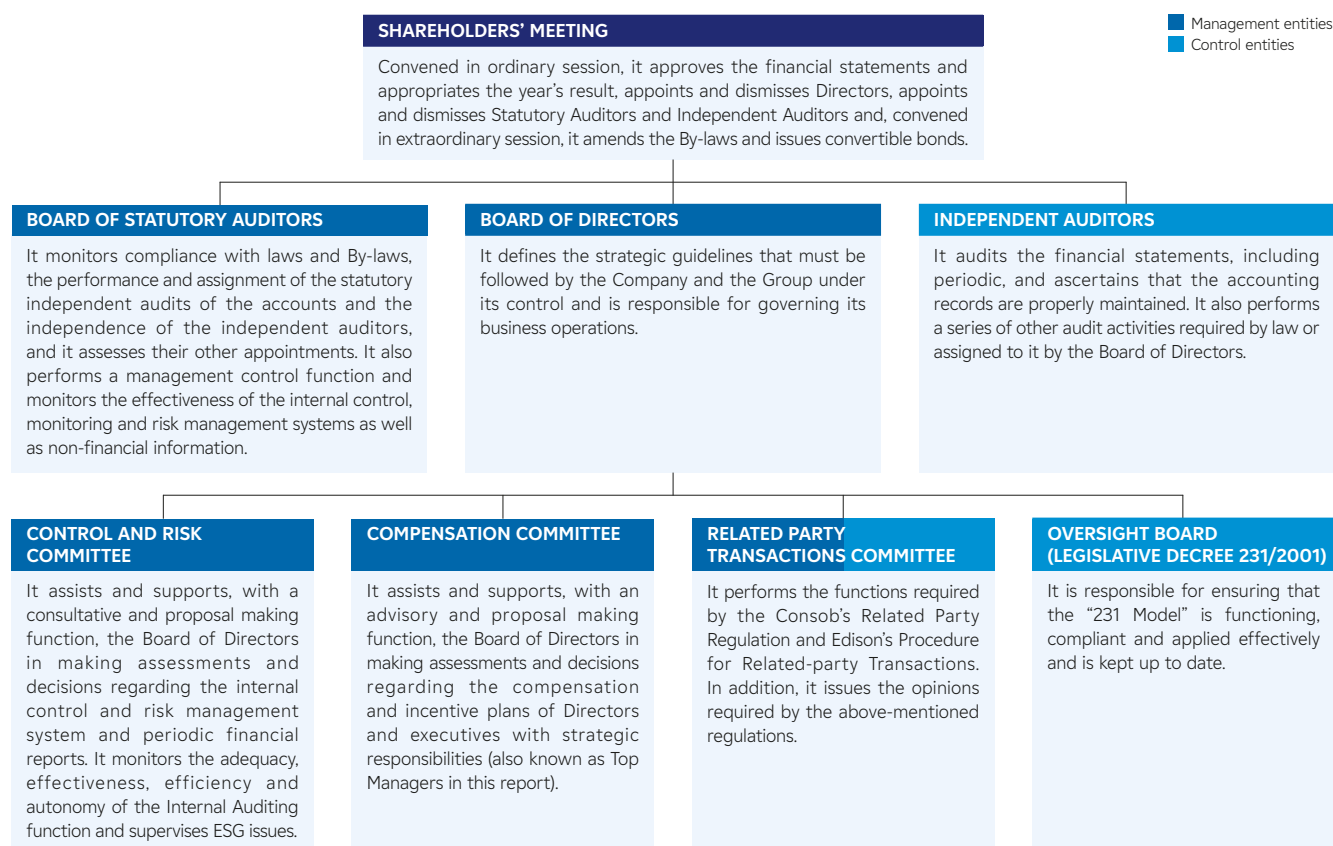 SHAREHOLDERS' MEETING
Convened in ordinary session, it approves the financial statements and
appropriates the year's result, appoints and dismisses Directors, appoints
and dismisses Statutory Auditors and Independent Auditors and, convened
in extraordinary session, it amends the By-laws and issues convertible bonds.
Management entities
Control entities
BOARD OF STATUTORY AUDITORS
It monitors compliance with laws and By-laws,
the performance and assignment of the statutory
independent audits of the accounts and the
independence of the independent auditors,
and it assesses their other appointments. It also
performs a management control function and
monitors the effectiveness of the internal control,
monitoring and risk management systems as well
as non-financial information.
BOARD OF DIRECTORS
It defines the strategic guidelines that must be
followed by the Company and the Group under
its control and is responsible for governing its
business operations.
INDEPENDENT AUDITORS
It audits the financial statements, including
periodic, and ascertains that the accounting
records are properly maintained. It also performs
a series of other audit activities required by law or
assigned to it by the Board of Directors.
CONTROL AND RISK
COMMITTEE
It assists and supports, with a
consultative and proposal making
function, the Board of Directors
in making assessments and
decisions regarding the internal
control and risk management
system and periodic financial
reports. It monitors the adequacy,
effectiveness, efficiency and
autonomy of the Internal Auditing
function and supervises ESG issues.
COMPENSATION COMMITTEE
It assists and supports, with an
advisory and proposal making
function, the Board of Directors in
making assessments and decisions
regarding the compensation
and incentive plans of Directors
and executives with strategic
responsibilities (also known as Top
Managers in this report).
RELATED PARTY
TRANSACTIONS COMMITTEE
It performs the functions required
by the Consob's Related Party
Regulation and Edison's Procedure
for Related-party Transactions.
In addition, it issues the opinions
required by the above-mentioned
regulations.
OVERSIGHT BOARD
(LEGISLATIVE DECREE 231/2001)
It is responsible for ensuring that
the "231 Model" is functioning,
compliant and applied effectively
and is kept up to date.